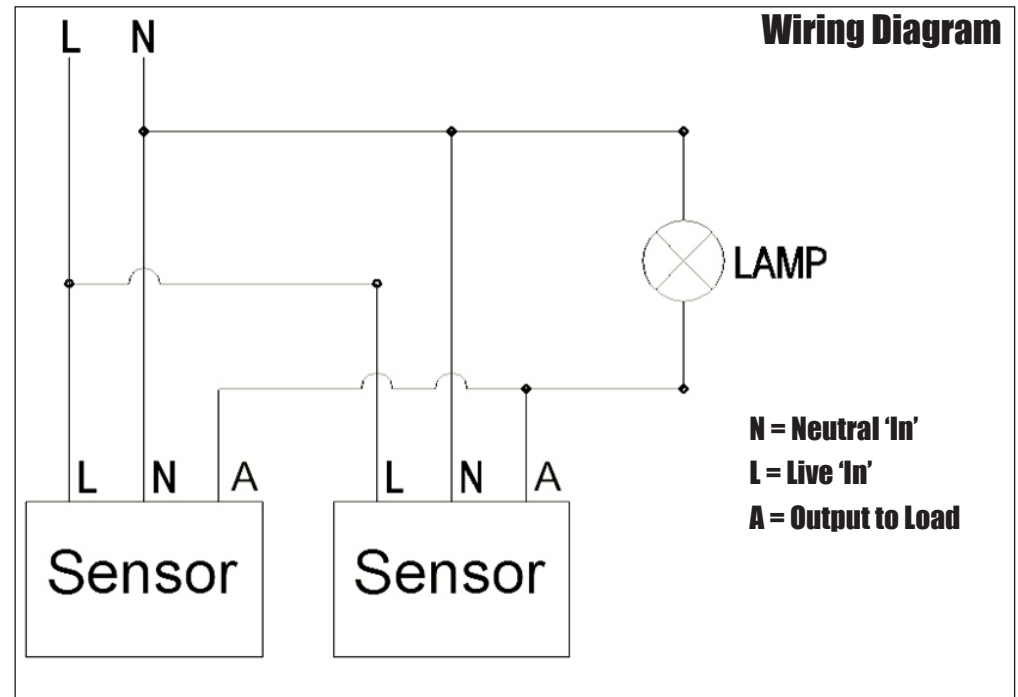 Wiring Diagram
L N
LAMP
N = Neutral ‘In’
L = Live ‘In’
A = Output to Load
L N A
L N A
Sensor
Sensor